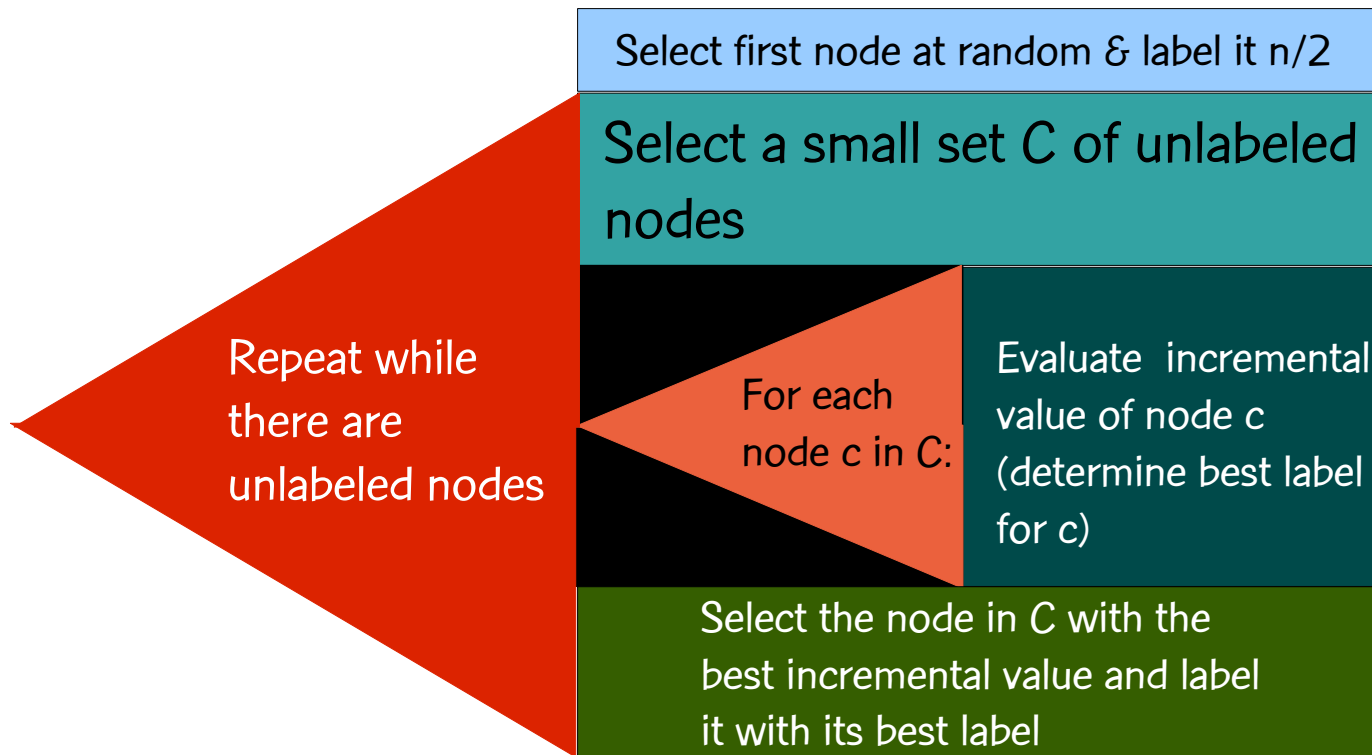 Select first node at random & label it n/2
Select a small set C of unlabeled
nodes
Repeat while
there are
unlabeled nodes
For each
node c in C:
Evaluate incremental
value of node c
(determine best label
for c)
Select the node in C with the
best incremental value and label
it with its best label